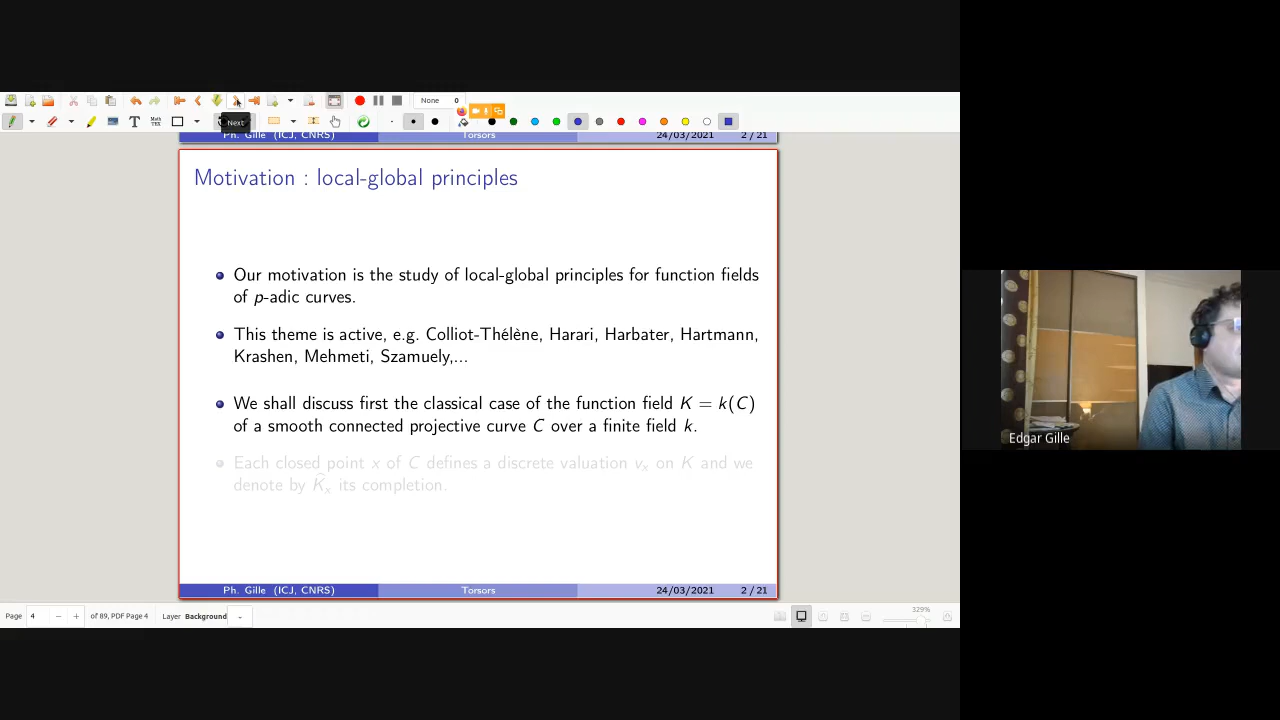 None 0
T Math TEX
Next
Ph. Gille (ICJ, CNRS) Torsors 24/03/2021 2 / 21
Motivation : local-global principles
Our motivation is the study of local-global principles for function fields
of p-adic curves.
This theme is active, e.g. Colliot-Thélène, Harari, Harbater, Hartmann,
Krashen, Mehmeti, Szamuely,...
We shall discuss first the classical case of the function field K = k(C)
of a smooth connected projective curve C over a finite field k.
Each closed point x of C defines a discrete valuation vₓ on K and we
denote by K̂ₓ its completion.
Ph. Gille (ICJ, CNRS) Torsors 24/03/2021 2 / 21
Edgar Gille
Page 4 of 89, PDF Page 4 Layer Background 329%